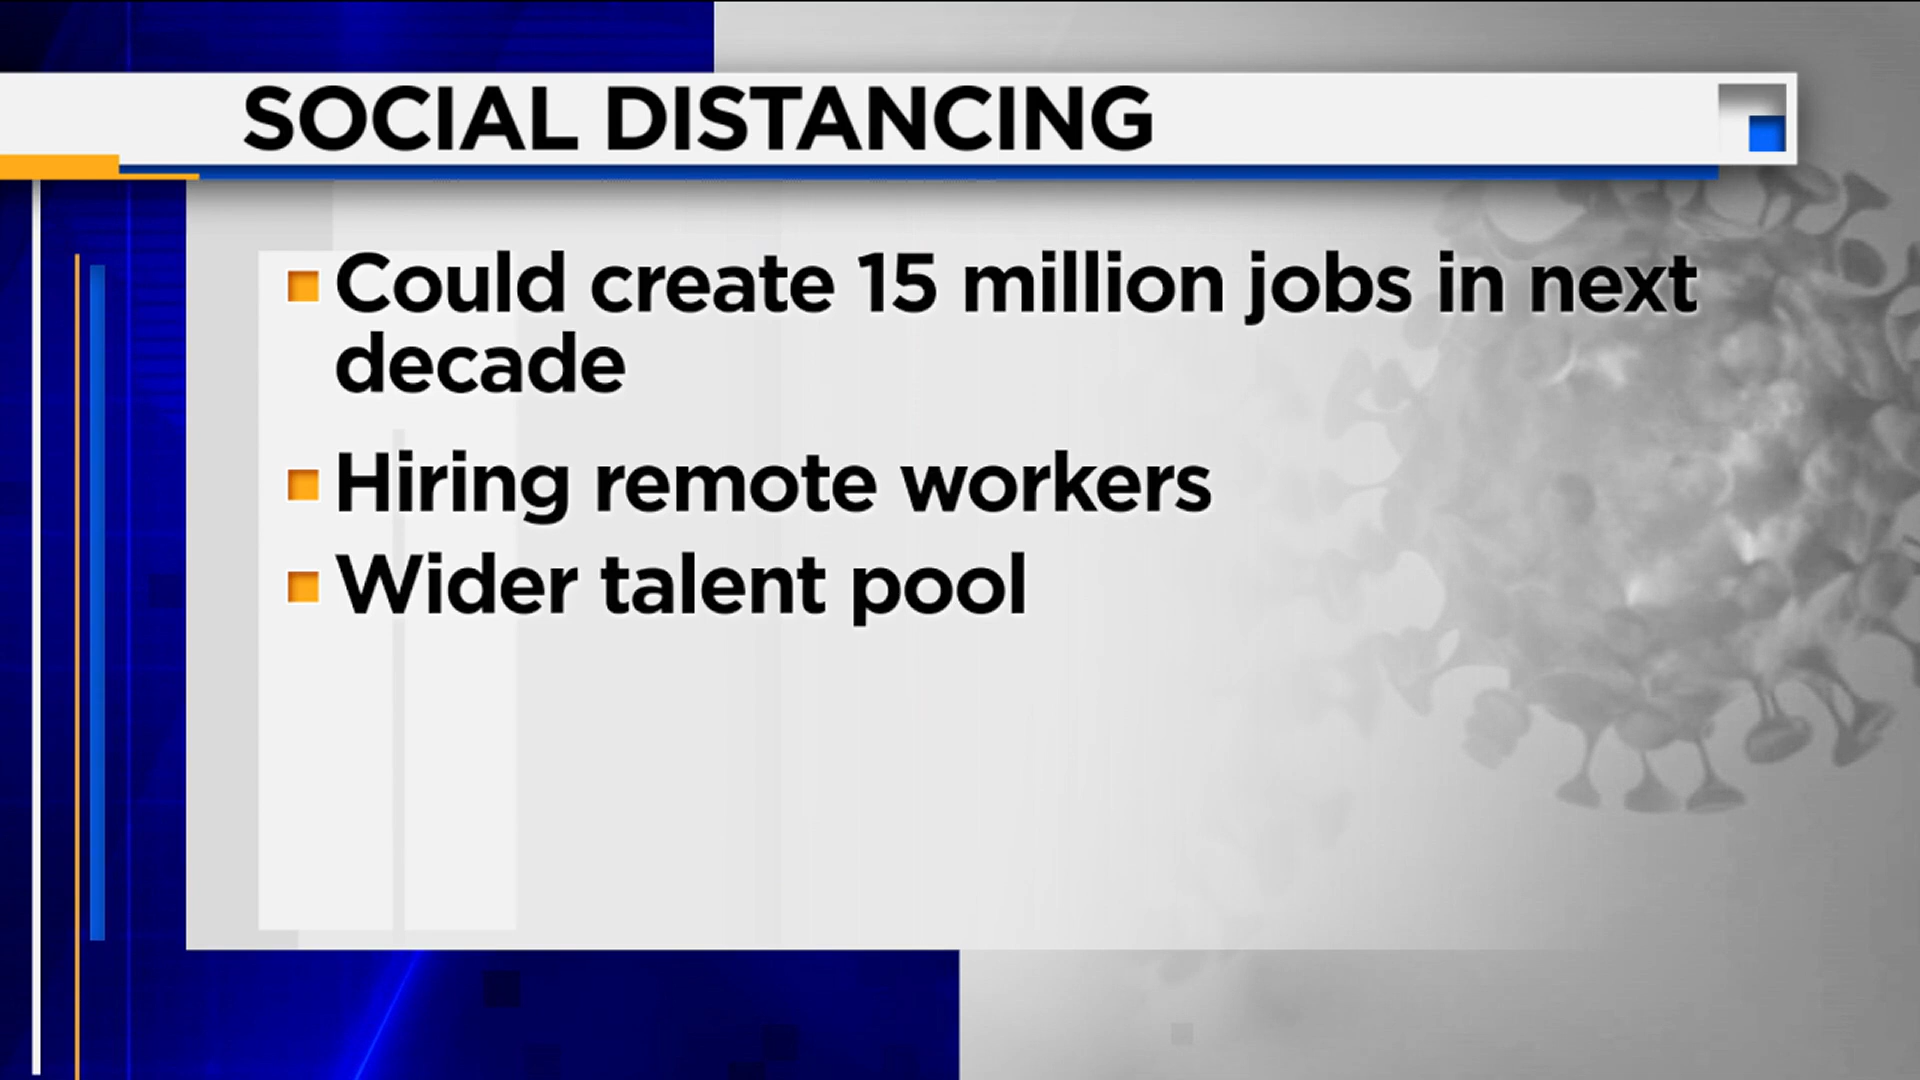 SOCIAL DISTANCING
Could create 15 million jobs in next
decade
Hiring remote workers
Wider talent pool